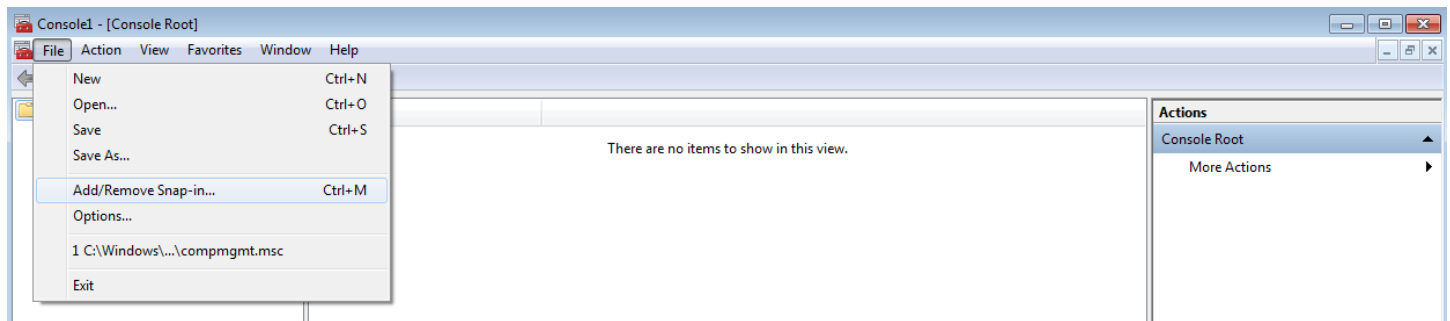 Console1 - [Console Root]
File Action View Favorites Window Help
New Ctrl+N
Open... Ctrl+O
Save Ctrl+S
Save As...
Add/Remove Snap-in... Ctrl+M
Options...
1 C:\Windows\...\compmgmt.msc
Exit
There are no items to show in this view.
Actions
Console Root
More Actions